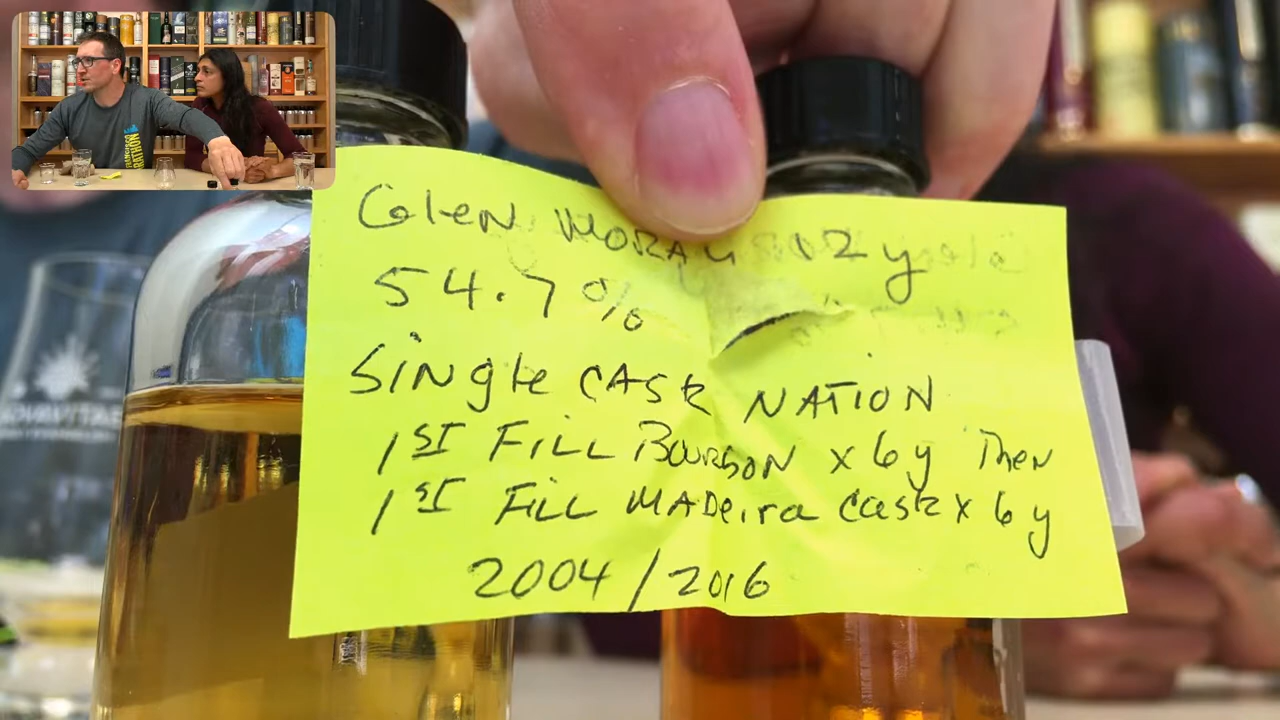 Glen Moray 12 y
54.7%
Single Cask Nation
1st Fill Bourbon x 6y Then
1st Fill Madeira Cask x 6y
2004/2016